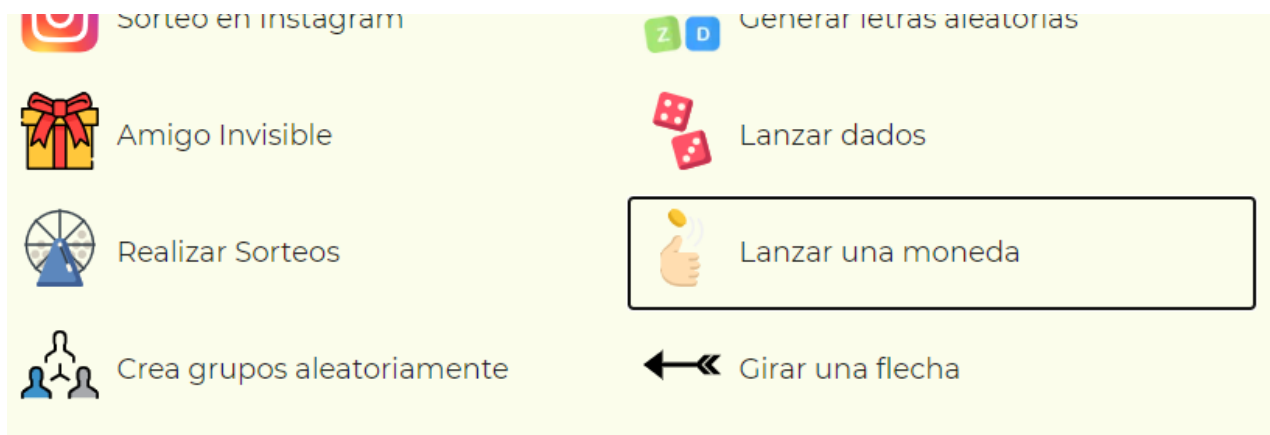 Sorteo en Instagram
Generar letras aleatorias
Z D
Amigo Invisible
Lanzar dados
Realizar Sorteos
Lanzar una moneda
Crea grupos aleatoriamente
Girar una flecha